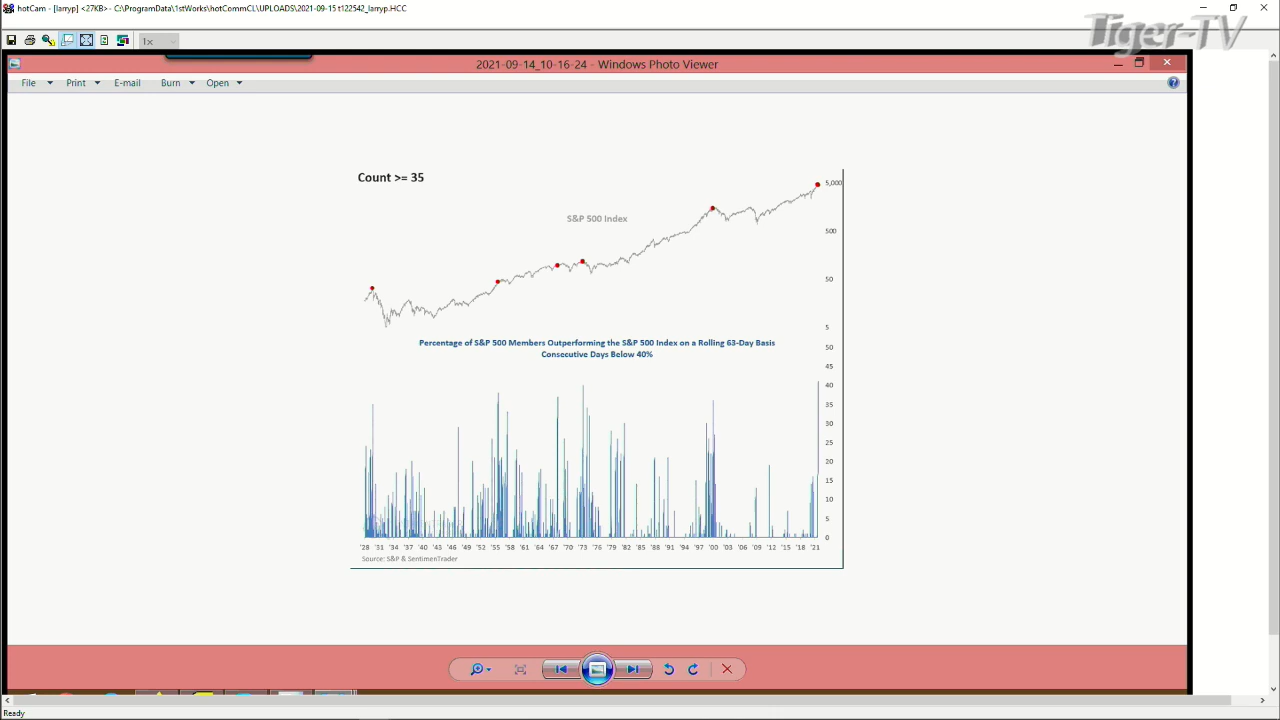 hotCam - [larryp] <27KB> - C:\ProgramData\1stWorks\hotCommCL\UPLOADS\2021-09-15 t122542_larryp.HCC
Tiger-TV
1x
2021-09-14_10-16-24 - Windows Photo Viewer
File Print E-mail Burn Open
Count >= 35
5,000
S&P 500 Index
500
50
5
Percentage of S&P 500 Members Outperforming the S&P 500 Index on a Rolling 63-Day Basis
50
Consecutive Days Below 40%
45
40
35
30
25
20
15
10
5
0
'28 '31 '34 '37 '40 '43 '46 '49 '52 '55 '58 '61 '64 '67 '70 '73 '76 '79 '82 '85 '88 '91 '94 '97 '00 '03 '06 '09 '12 '15 '18 '21
Source: S&P & SentimenTrader
Ready